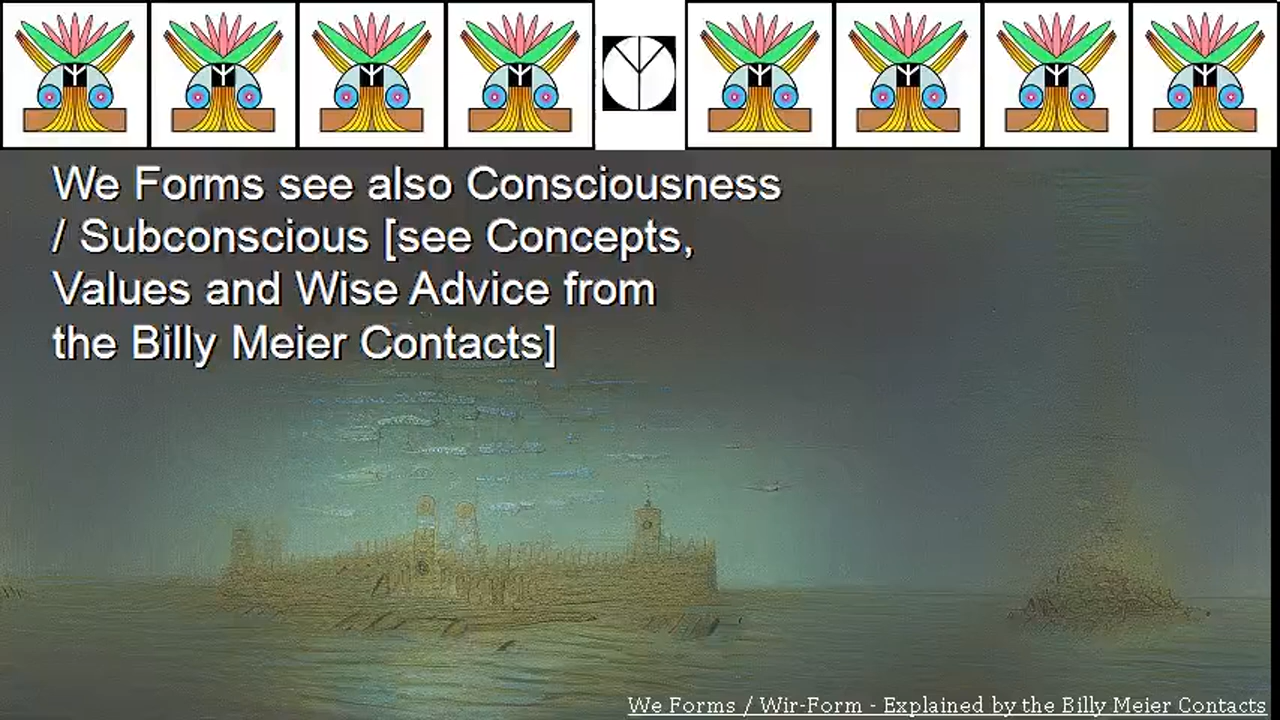 We Forms see also Consciousness
/ Subconscious [see Concepts,
Values and Wise Advice from
the Billy Meier Contacts]
We Forms / Wir-Form - Explained by the Billy Meier Contacts